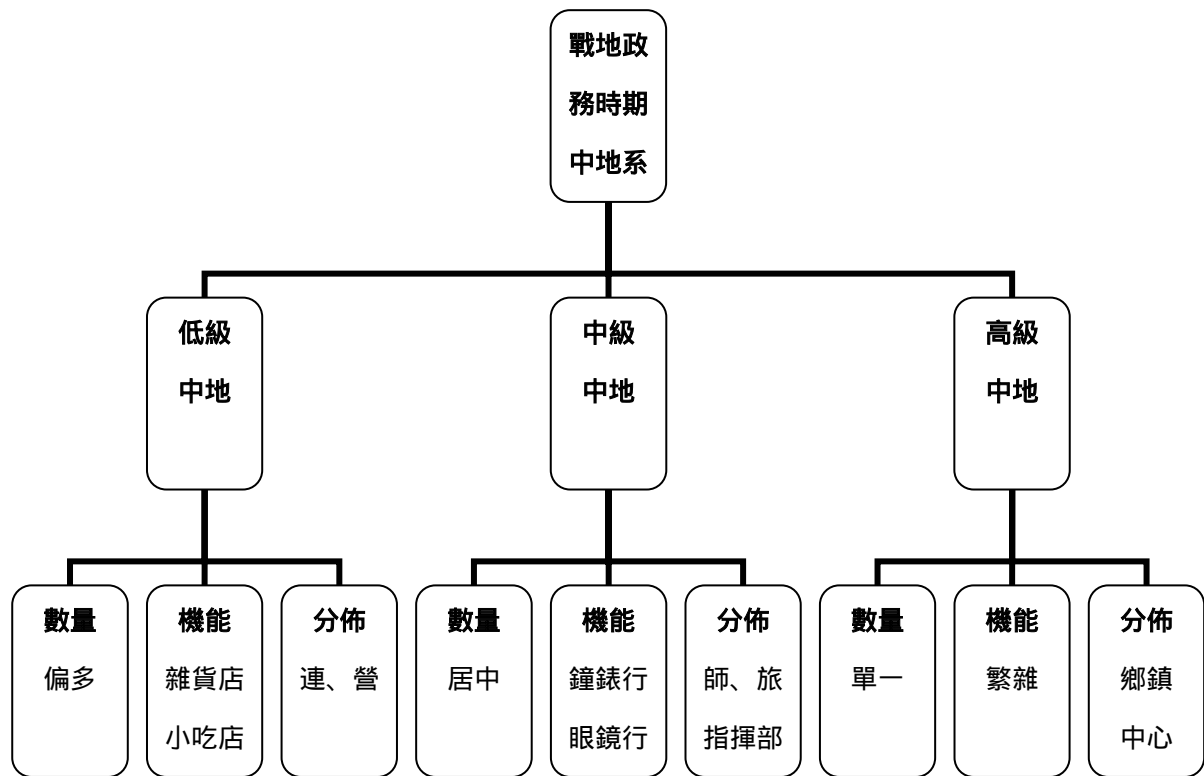 戰地政
務時期
中地系
低級
中地
中級
中地
高級
中地
數量
偏多
機能
雜貨店
小吃店
分佈
連、營
數量
居中
機能
鐘錶行
眼鏡行
分佈
師、旅
指揮部
數量
單一
機能
繁雜
分佈
鄉鎮
中心